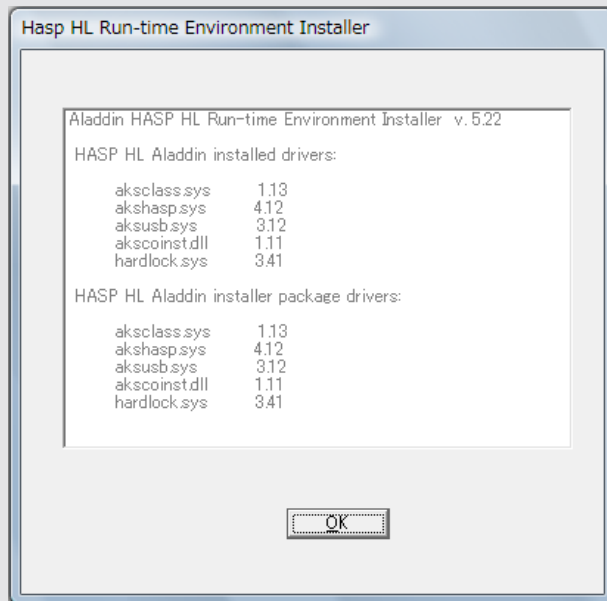 Hasp HL Run-time Environment Installer
Aladdin HASP HL Run-time Environment Installer v. 5.22
HASP HL Aladdin installed drivers:
aksclass.sys 1.13
akshasp.sys 4.12
aksusb.sys 3.12
akscoinst.dll 1.11
hardlock.sys 3.41
HASP HL Aladdin installer package drivers:
aksclass.sys 1.13
akshasp.sys 4.12
aksusb.sys 3.12
akscoinst.dll 1.11
hardlock.sys 3.41
OK